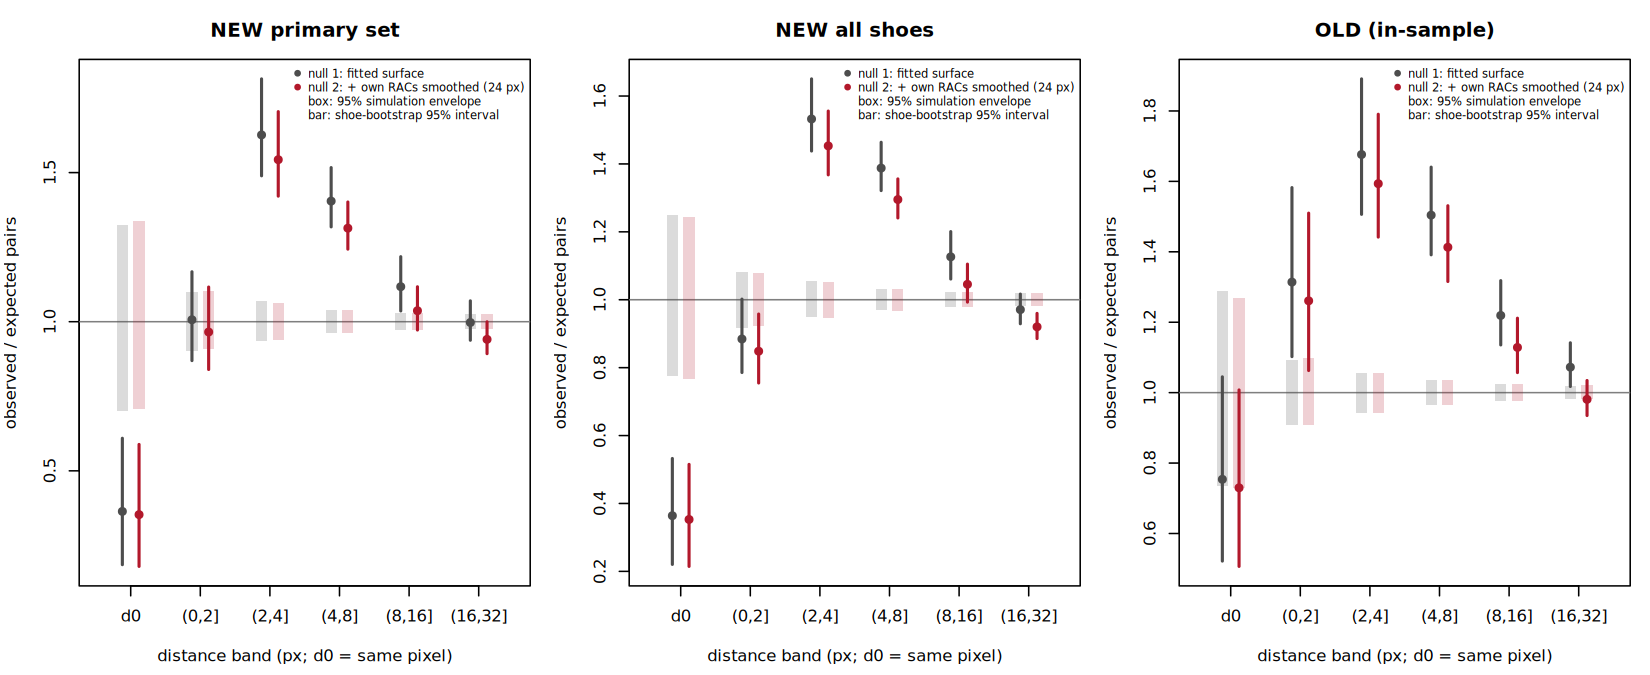 NEW primary set
null 1: fitted surface
null 2: + own RACs smoothed (24 px)
box: 95% simulation envelope
bar: shoe-bootstrap 95% interval
observed / expected pairs
1.5
1.0
0.5
d0
(0,2]
(2,4]
(4,8]
(8,16]
(16,32]
distance band (px; d0 = same pixel)
NEW all shoes
null 1: fitted surface
null 2: + own RACs smoothed (24 px)
box: 95% simulation envelope
bar: shoe-bootstrap 95% interval
observed / expected pairs
1.6
1.4
1.2
1.0
0.8
0.6
0.4
0.2
d0
(0,2]
(2,4]
(4,8]
(8,16]
(16,32]
distance band (px; d0 = same pixel)
OLD (in-sample)
null 1: fitted surface
null 2: + own RACs smoothed (24 px)
box: 95% simulation envelope
bar: shoe-bootstrap 95% interval
observed / expected pairs
1.8
1.6
1.4
1.2
1.0
0.8
0.6
d0
(0,2]
(2,4]
(4,8]
(8,16]
(16,32]
distance band (px; d0 = same pixel)